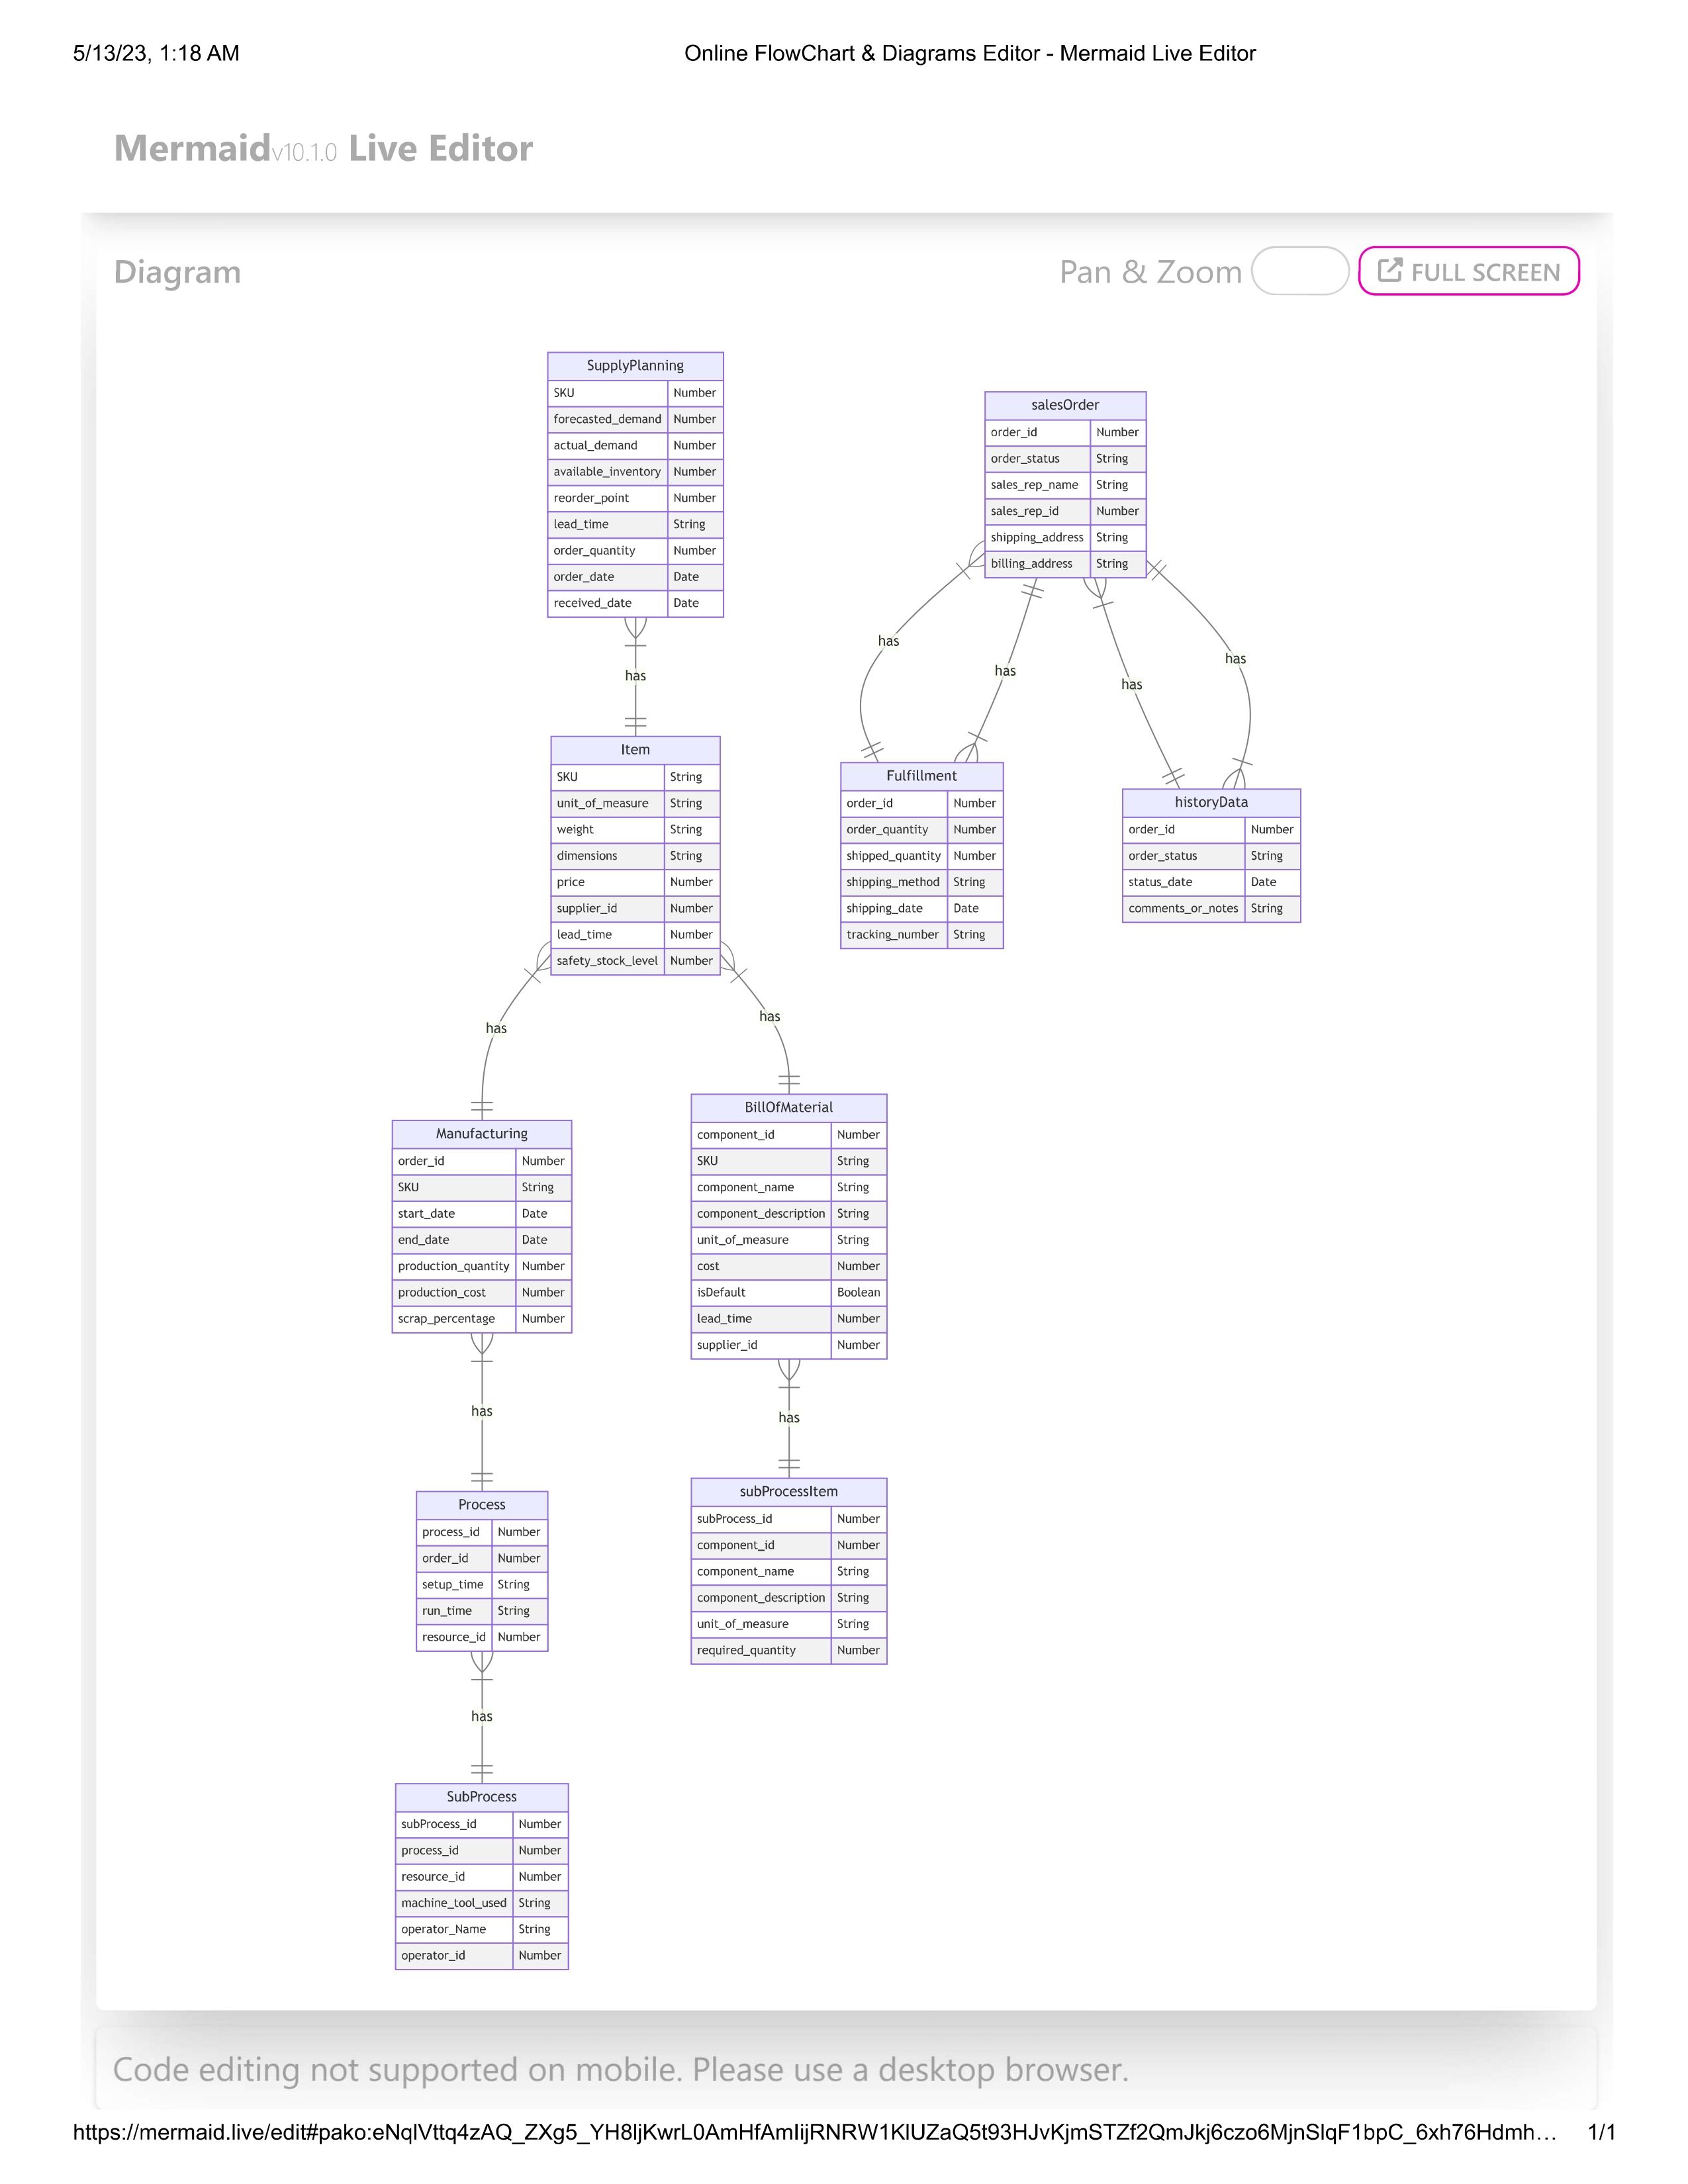 5/13/23, 1:18 AM
Online FlowChart & Diagrams Editor - Mermaid Live Editor
Mermaidv10.1.0 Live Editor
Diagram
Pan & Zoom
FULL SCREEN
SupplyPlanning
SKU Number
forecasted_demand Number
actual_demand Number
available_inventory Number
reorder_point Number
lead_time String
order_quantity Number
order_date Date
received_date Date
salesOrder
order_id Number
order_status String
sales_rep_name String
sales_rep_id Number
shipping_address String
billing_address String
has
has
has
has
has
Item
SKU String
unit_of_measure String
weight String
dimensions String
price Number
supplier_id Number
lead_time Number
safety_stock_level Number
Fulfillment
order_id Number
order_quantity Number
shipped_quantity Number
shipping_method String
shipping_date Date
tracking_number String
historyData
order_id Number
order_status String
status_date Date
comments_or_notes String
has
has
Manufacturing
order_id Number
SKU String
start_date Date
end_date Date
production_quantity Number
production_cost Number
scrap_percentage Number
BillOfMaterial
component_id Number
SKU String
component_name String
component_description String
unit_of_measure String
cost Number
isDefault Boolean
lead_time Number
supplier_id Number
has
has
Process
process_id Number
order_id Number
setup_time String
run_time String
resource_id Number
subProcessItem
subProcess_id Number
component_id Number
component_name String
component_description String
unit_of_measure String
required_quantity Number
has
SubProcess
subProcess_id Number
process_id Number
resource_id Number
machine_tool_used String
operator_Name String
operator_id Number
Code editing not supported on mobile. Please use a desktop browser.
https://mermaid.live/edit#pako:eNqlVttq4zAQ_ZXg5_YH8ljKwrL0AmHfAmIijRNRW1KlUZaQ5t93HJvKjmSTZf2QmJkj6czo6MjnSlqF1bpC_6xh76Hdmh…
1/1